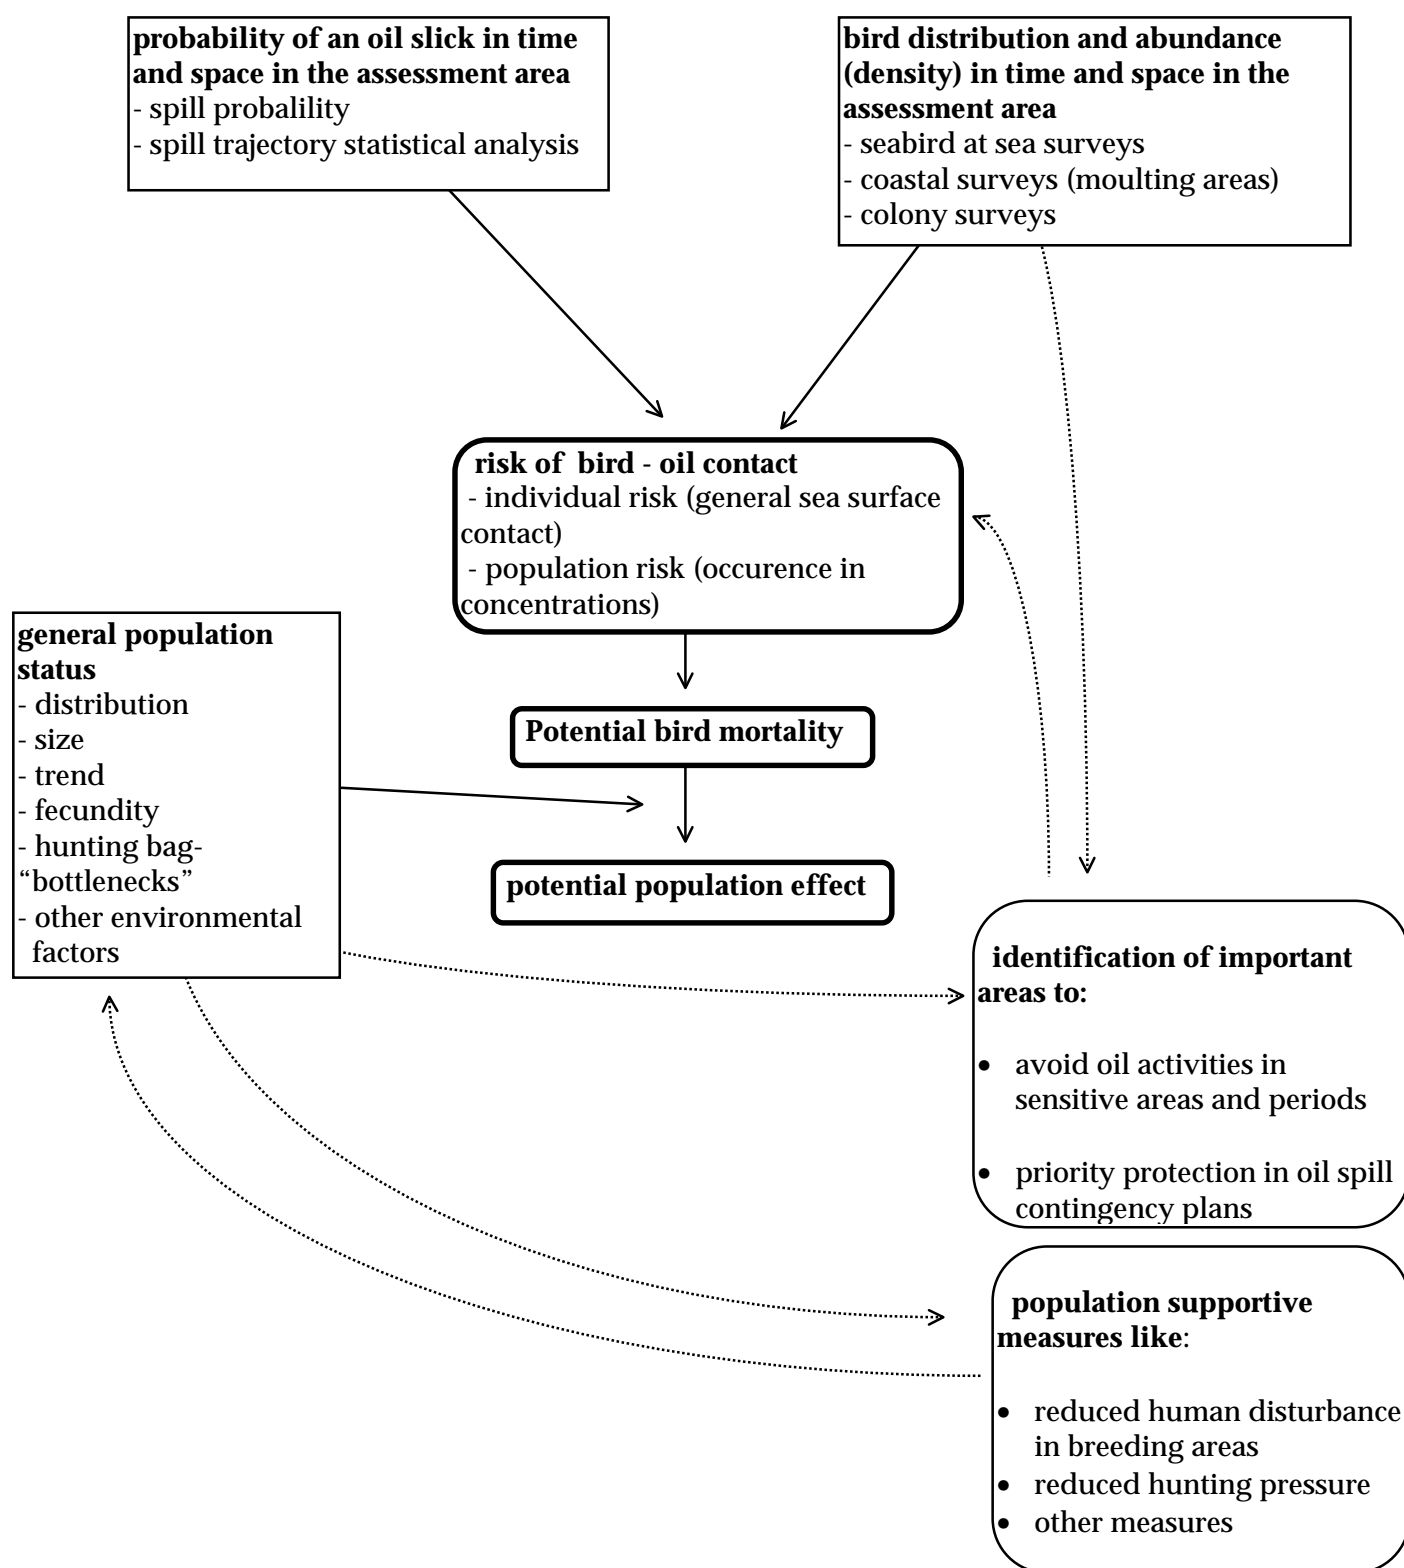 probability of an oil slick in time
and space in the assessment area
- spill probalility
- spill trajectory statistical analysis
bird distribution and abundance
(density) in time and space in the
assessment area
- seabird at sea surveys
- coastal surveys (moulting areas)
- colony surveys
risk of bird - oil contact
- individual risk (general sea surface
contact)
- population risk (occurence in
concentrations)
general population
status
- distribution
- size
- trend
- fecundity
- hunting bag-
“bottlenecks”
- other environmental
factors
Potential bird mortality
potential population effect
identification of important
areas to:
• avoid oil activities in
sensitive areas and periods
• priority protection in oil spill
contingency plans
population supportive
measures like:
• reduced human disturbance
in breeding areas
• reduced hunting pressure
• other measures